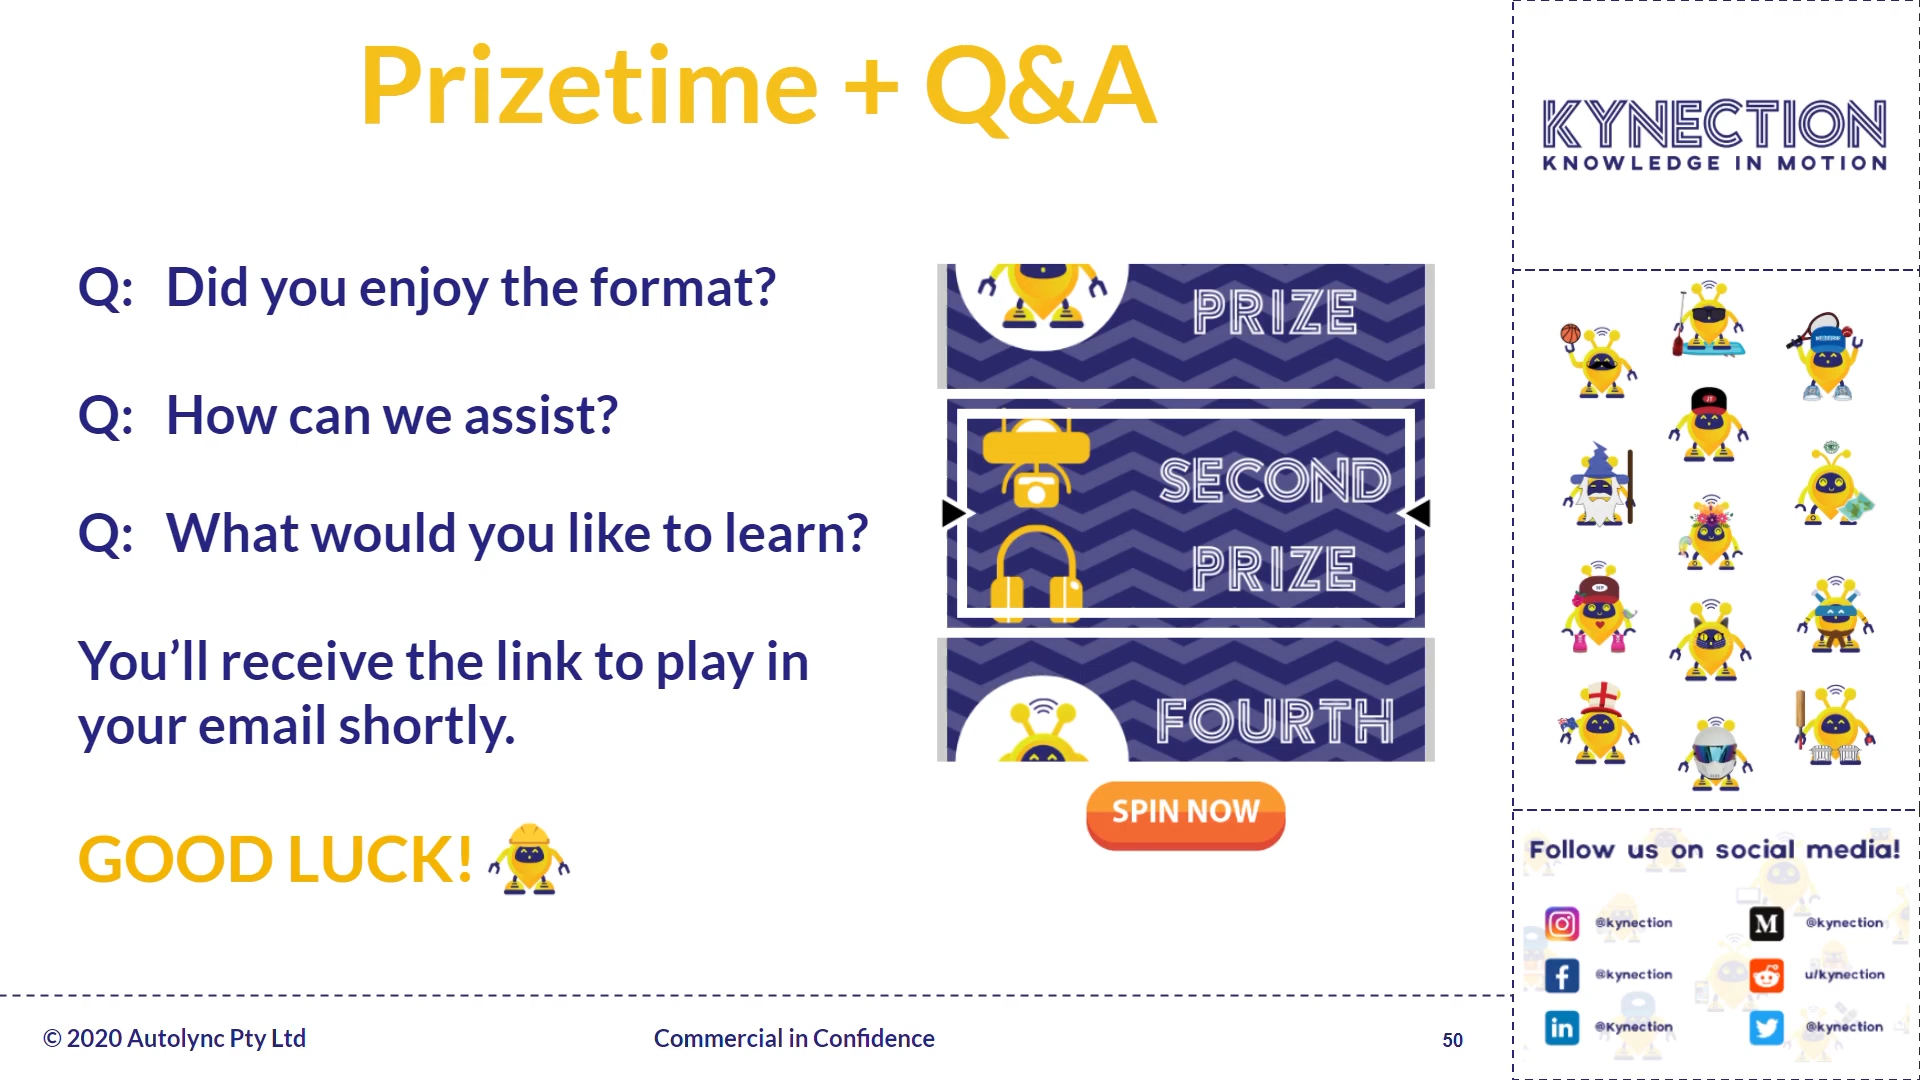 Prizetime + Q&A
Q: Did you enjoy the format?
Q: How can we assist?
Q: What would you like to learn?
You’ll receive the link to play in
your email shortly.
GOOD LUCK!
PRIZE
SECOND
PRIZE
FOURTH
SPIN NOW
KYNECTION
KNOWLEDGE IN MOTION
Follow us on social media!
@kynection
M @kynection
f @kynection
u/kynection
in @Kynection
@kynection
© 2020 Autolync Pty Ltd
Commercial in Confidence
50